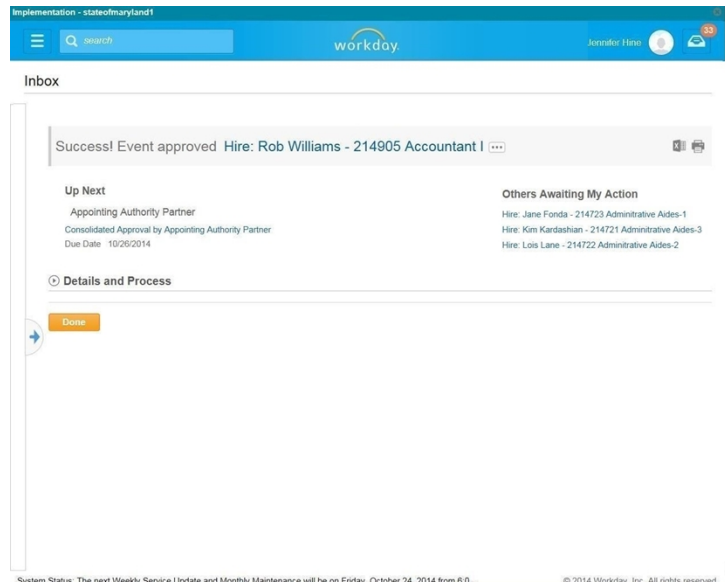 Implementation - stateofmaryland1
search
workday.
Jennifer Hine
33
Inbox
Success! Event approved Hire: Rob Williams - 214905 Accountant I
Up Next
Appointing Authority Partner
Consolidated Approval by Appointing Authority Partner
Due Date 10/26/2014
Others Awaiting My Action
Hire: Jane Fonda - 214723 Adminitrative Aides-1
Hire: Kim Kardashian - 214721 Adminitrative Aides-3
Hire: Lois Lane - 214722 Adminitrative Aides-2
Details and Process
Done
System Status: The next Weekly Service Update and Monthly Maintenance will be on Friday, October 24, 2014 from 6:0...
© 2014 Workday, Inc. All rights reserved.